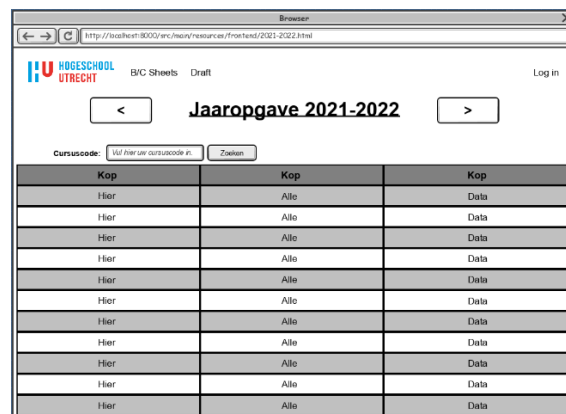 Browser
http://localhost:8000/src/main/resources/frontend/2021-2022.html
HOGESCHOOL
UTRECHT
B/C Sheets Draft Log in
< Jaaropgave 2021-2022 >
Cursuscode: Vul hier uw cursuscode in. Zoeken
Kop Kop Kop
Hier Alle Data
Hier Alle Data
Hier Alle Data
Hier Alle Data
Hier Alle Data
Hier Alle Data
Hier Alle Data
Hier Alle Data
Hier Alle Data
Hier Alle Data
Hier Alle Data